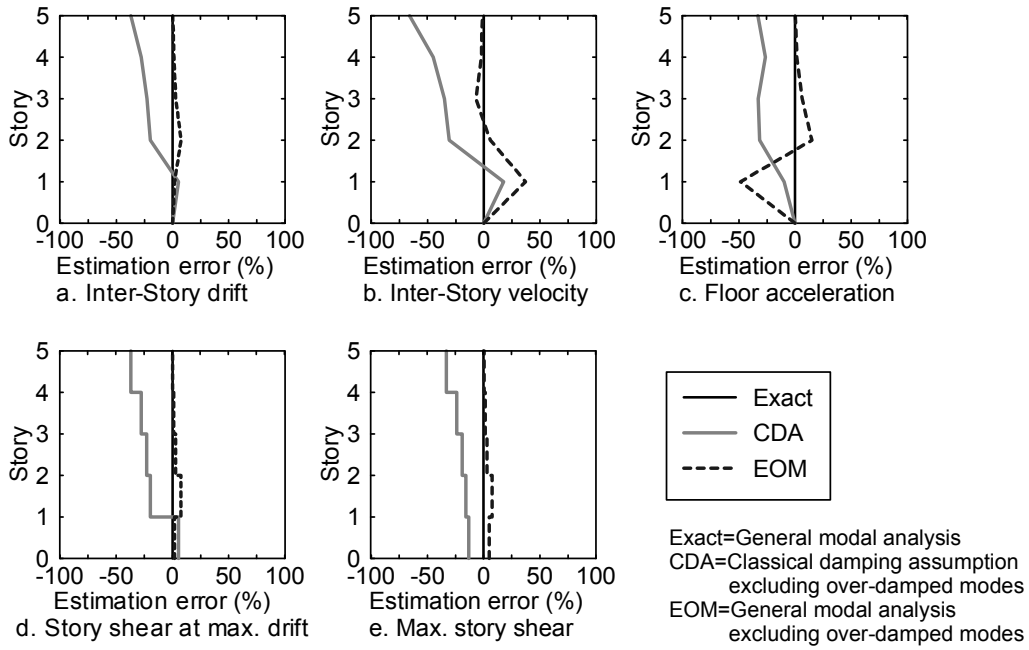 5
4
3
2
1
0
Story
-100 -50 0 50 100
Estimation error (%)
a. Inter-Story drift
5
4
3
2
1
0
Story
-100 -50 0 50 100
Estimation error (%)
b. Inter-Story velocity
5
4
3
2
1
0
Story
-100 -50 0 50 100
Estimation error (%)
c. Floor acceleration
5
4
3
2
1
0
Story
-100 -50 0 50 100
Estimation error (%)
d. Story shear at max. drift
5
4
3
2
1
0
Story
-100 -50 0 50 100
Estimation error (%)
e. Max. story shear
Exact
CDA
EOM
Exact=General modal analysis
CDA=Classical damping assumption
excluding over-damped modes
EOM=General modal analysis
excluding over-damped modes